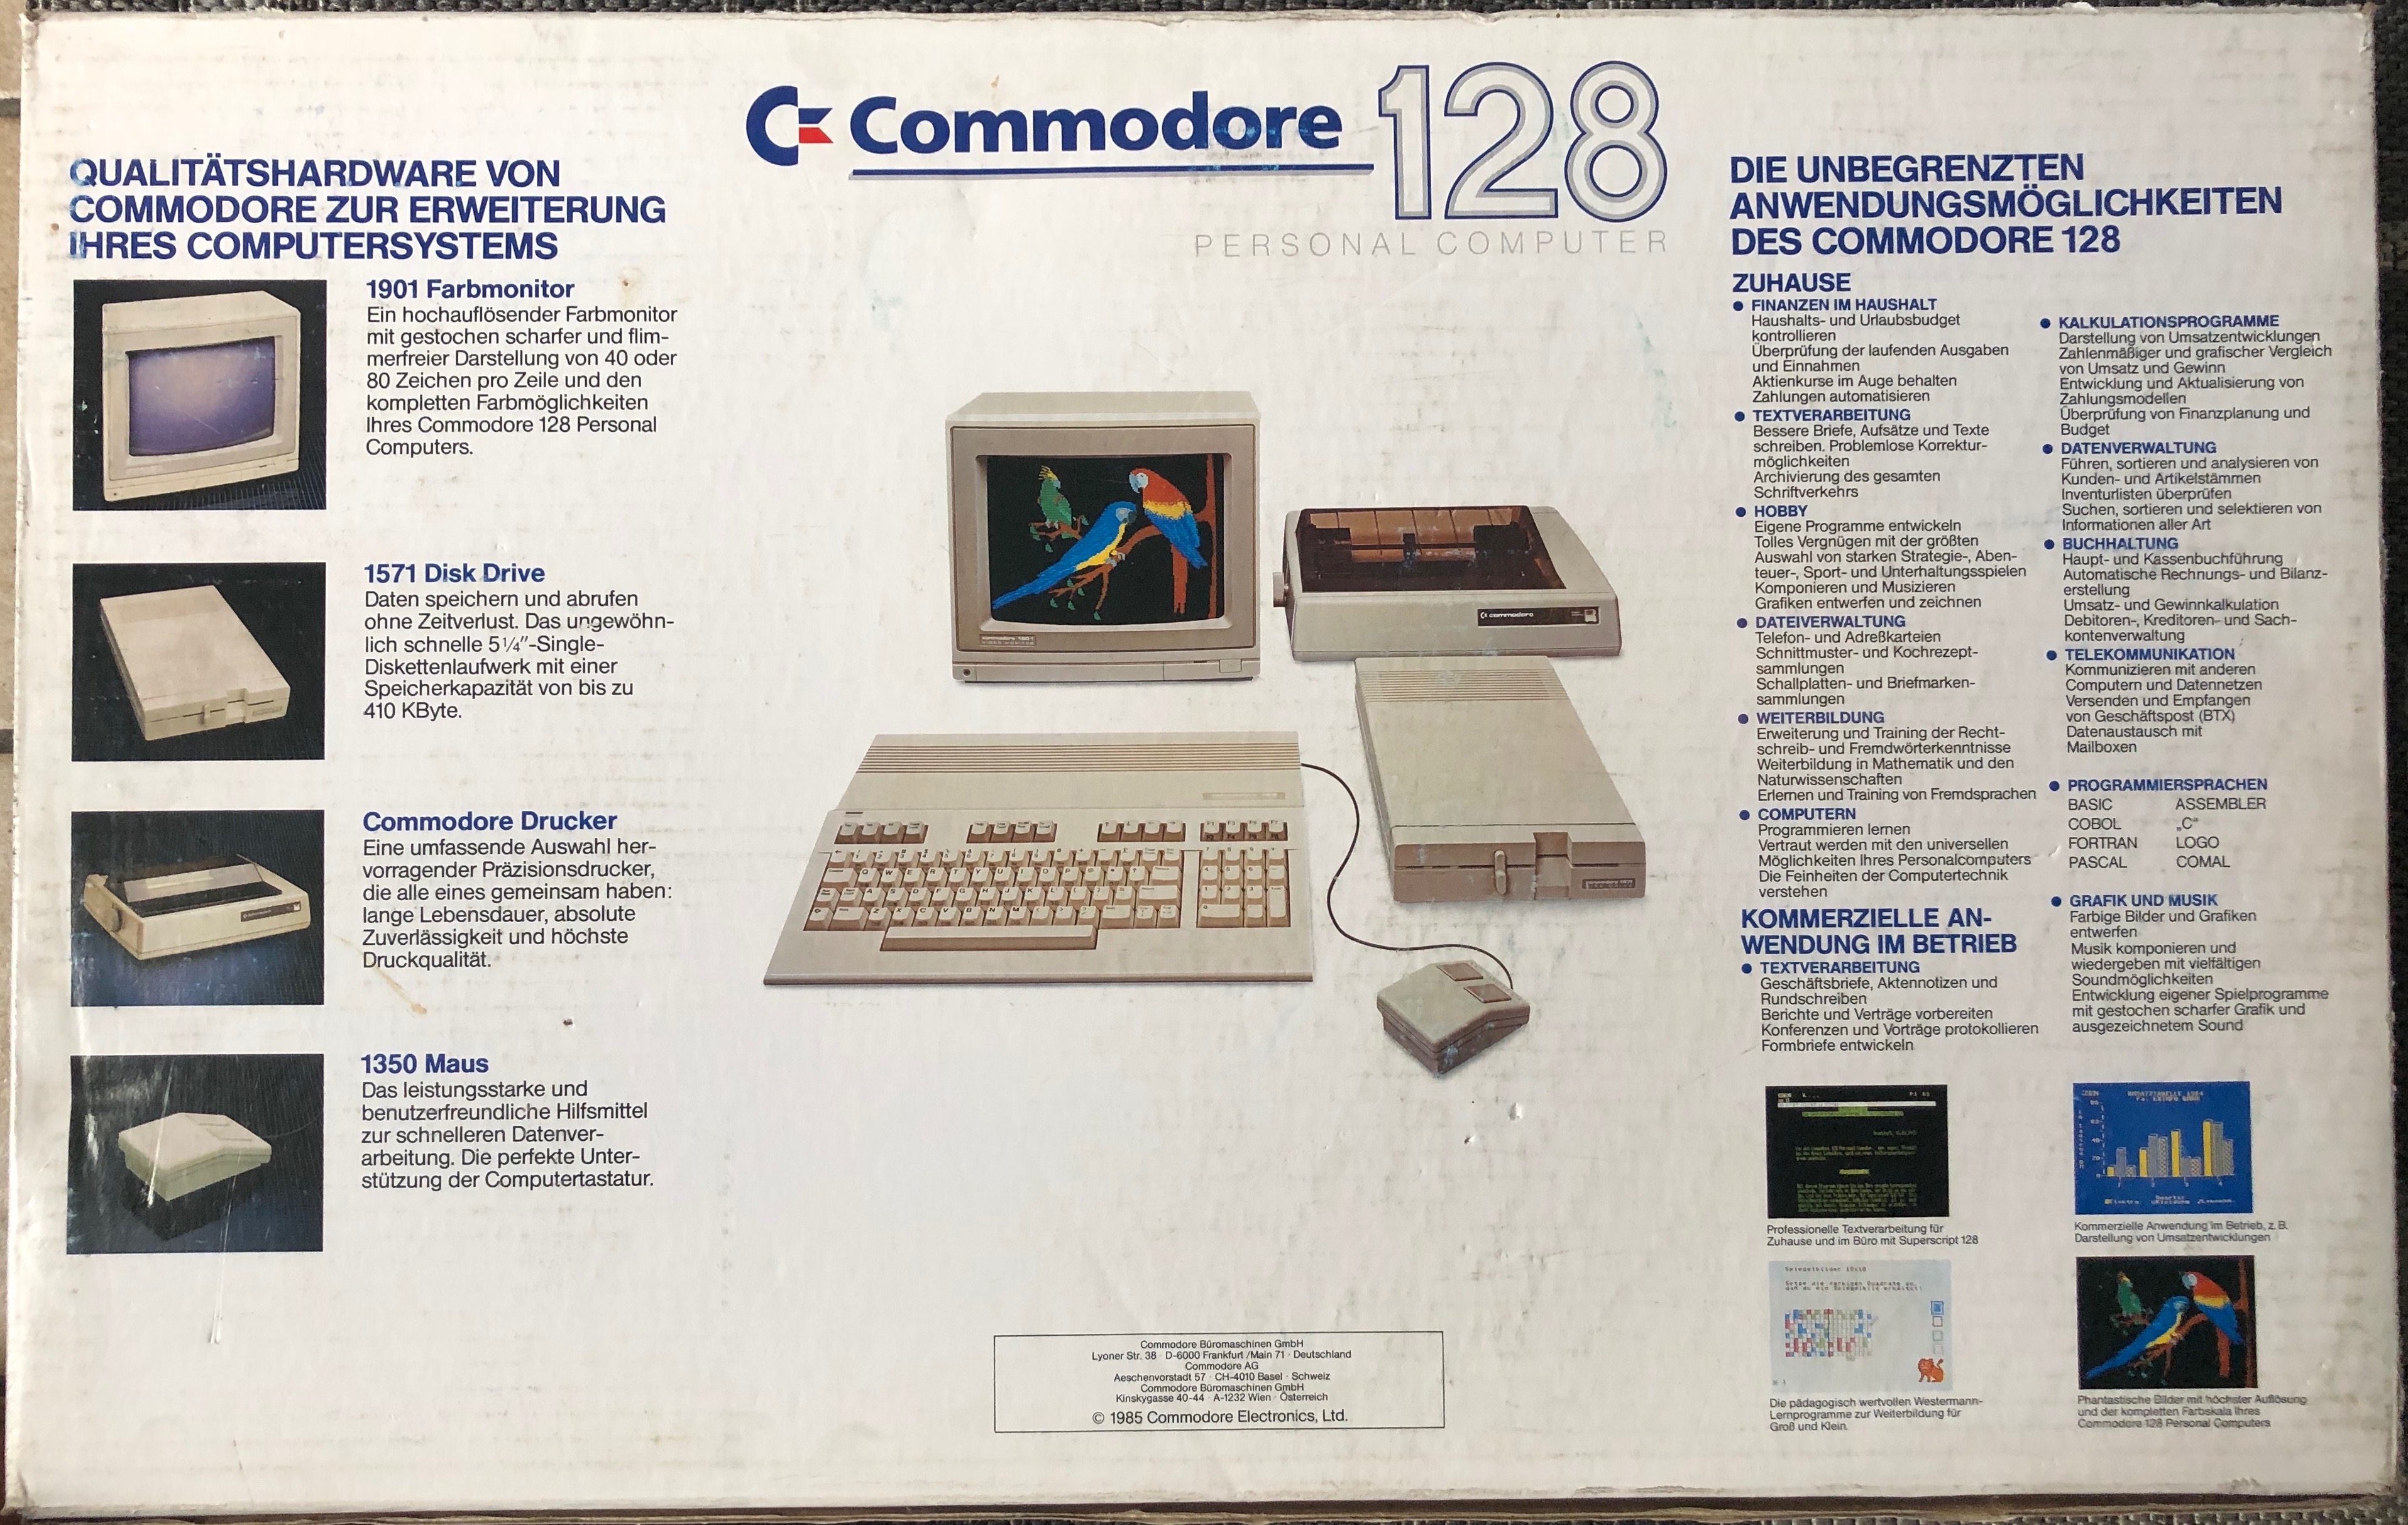 Commodore 128
PERSONAL COMPUTER
QUALITÄTSHARDWARE VON
COMMODORE ZUR ERWEITERUNG
IHRES COMPUTERSYSTEMS
1901 Farbmonitor
Ein hochauflösender Farbmonitor
mit gestochen scharfer und flim-
merfreier Darstellung von 40 oder
80 Zeichen pro Zeile und den
kompletten Farbmöglichkeiten
Ihres Commodore 128 Personal
Computers.
1571 Disk Drive
Daten speichern und abrufen
ohne Zeitverlust. Das ungewöhn-
lich schnelle 5¼"-Single-
Diskettenlaufwerk mit einer
Speicherkapazität von bis zu
410 KByte.
Commodore Drucker
Eine umfassende Auswahl her-
vorragender Präzisionsdrucker,
die alle eines gemeinsam haben:
lange Lebensdauer, absolute
Zuverlässigkeit und höchste
Druckqualität.
1350 Maus
Das leistungsstarke und
benutzerfreundliche Hilfsmittel
zur schnelleren Datenver-
arbeitung. Die perfekte Unter-
stützung der Computertastatur.
commodore
Commodore Büromaschinen GmbH
Lyoner Str. 38 · D-6000 Frankfurt /Main 71 · Deutschland
Commodore AG
Aeschenvorstadt 57 · CH-4010 Basel · Schweiz
Commodore Büromaschinen GmbH
Kinskygasse 40-44 · A-1232 Wien · Österreich
© 1985 Commodore Electronics, Ltd.
DIE UNBEGRENZTEN
ANWENDUNGSMÖGLICHKEITEN
DES COMMODORE 128
ZUHAUSE
● FINANZEN IM HAUSHALT
Haushalts- und Urlaubsbudget
kontrollieren
Überprüfung der laufenden Ausgaben
und Einnahmen
Aktienkurse im Auge behalten
Zahlungen automatisieren
● TEXTVERARBEITUNG
Bessere Briefe, Aufsätze und Texte
schreiben. Problemlose Korrektur-
möglichkeiten
Archivierung des gesamten
Schriftverkehrs
● HOBBY
Eigene Programme entwickeln
Tolles Vergnügen mit der größten
Auswahl von starken Strategie-, Aben-
teuer-, Sport- und Unterhaltungsspielen
Komponieren und Musizieren
Grafiken entwerfen und zeichnen
● DATEIVERWALTUNG
Telefon- und Adreßkarteien
Schnittmuster- und Kochrezept-
sammlungen
Schallplatten- und Briefmarken-
sammlungen
● WEITERBILDUNG
Erweiterung und Training der Recht-
schreib- und Fremdwörterkenntnisse
Weiterbildung in Mathematik und den
Naturwissenschaften
Erlernen und Training von Fremdsprachen
● COMPUTERN
Programmieren lernen
Vertraut werden mit den universellen
Möglichkeiten Ihres Personalcomputers
Die Feinheiten der Computertechnik
verstehen
KOMMERZIELLE AN-
WENDUNG IM BETRIEB
● TEXTVERARBEITUNG
Geschäftsbriefe, Aktennotizen und
Rundschreiben
Berichte und Verträge vorbereiten
Konferenzen und Vorträge protokollieren
Formbriefe entwickeln
● KALKULATIONSPROGRAMME
Darstellung von Umsatzentwicklungen
Zahlenmäßiger und grafischer Vergleich
von Umsatz und Gewinn
Entwicklung und Aktualisierung von
Zahlungsmodellen
Überprüfung von Finanzplanung und
Budget
● DATENVERWALTUNG
Führen, sortieren und analysieren von
Kunden- und Artikelstämmen
Inventurlisten überprüfen
Suchen, sortieren und selektieren von
Informationen aller Art
● BUCHHALTUNG
Haupt- und Kassenbuchführung
Automatische Rechnungs- und Bilanz-
erstellung
Umsatz- und Gewinnkalkulation
Debitoren-, Kreditoren- und Sach-
kontenverwaltung
● TELEKOMMUNIKATION
Kommunizieren mit anderen
Computern und Datennetzen
Versenden und Empfangen
von Geschäftspost (BTX)
Datenaustausch mit
Mailboxen
● PROGRAMMIERSPRACHEN
BASIC ASSEMBLER
COBOL „C“
FORTRAN LOGO
PASCAL COMAL
● GRAFIK UND MUSIK
Farbige Bilder und Grafiken
entwerfen
Musik komponieren und
wiedergeben mit vielfältigen
Soundmöglichkeiten
Entwicklung eigener Spielprogramme
mit gestochen scharfer Grafik und
ausgezeichnetem Sound
Professionelle Textverarbeitung für
Zuhause und im Büro mit Superscript 128
UMSATZTABELLE 1984
Kommerzielle Anwendung im Betrieb, z. B.
Darstellung von Umsatzentwicklungen
Spiegelbilder 10x10
Die pädagogisch wertvollen Westermann-
Lernprogramme zur Weiterbildung für
Groß und Klein.
Phantastische Bilder mit höchster Auflösung
und der kompletten Farbskala Ihres
Commodore 128 Personal Computers